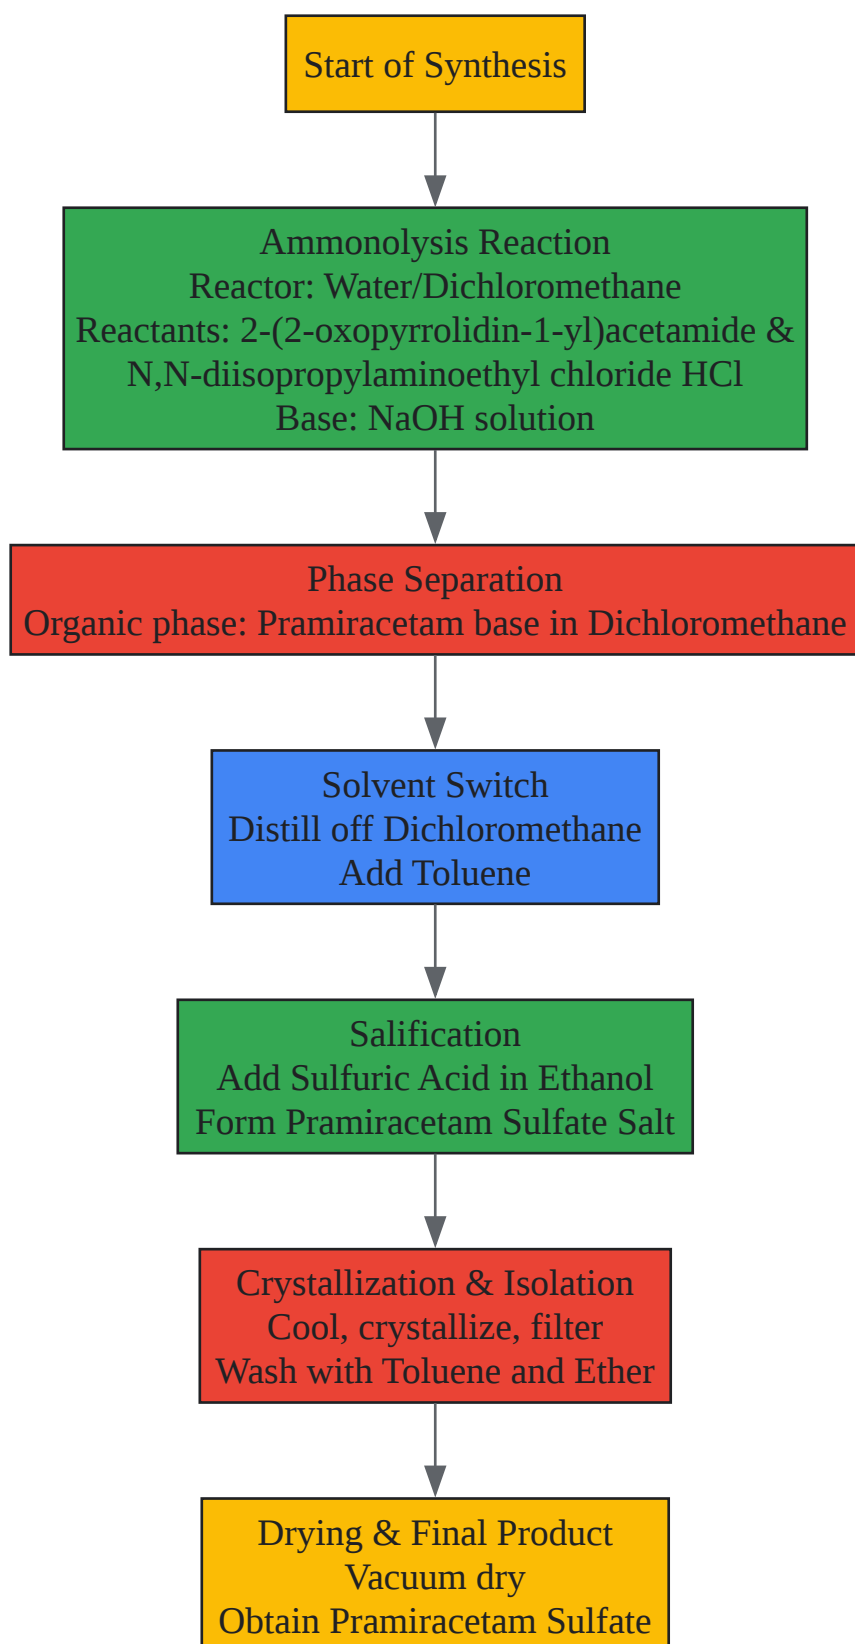 Start of Synthesis
Ammonolysis Reaction
Reactor: Water/Dichloromethane
Reactants: 2-(2-oxopyrrolidin-1-yl)acetamide &
N,N-diisopropylaminoethyl chloride HCl
Base: NaOH solution
Phase Separation
Organic phase: Pramiracetam base in Dichloromethane
Solvent Switch
Distill off Dichloromethane
Add Toluene
Salification
Add Sulfuric Acid in Ethanol
Form Pramiracetam Sulfate Salt
Crystallization & Isolation
Cool, crystallize, filter
Wash with Toluene and Ether
Drying & Final Product
Vacuum dry
Obtain Pramiracetam Sulfate